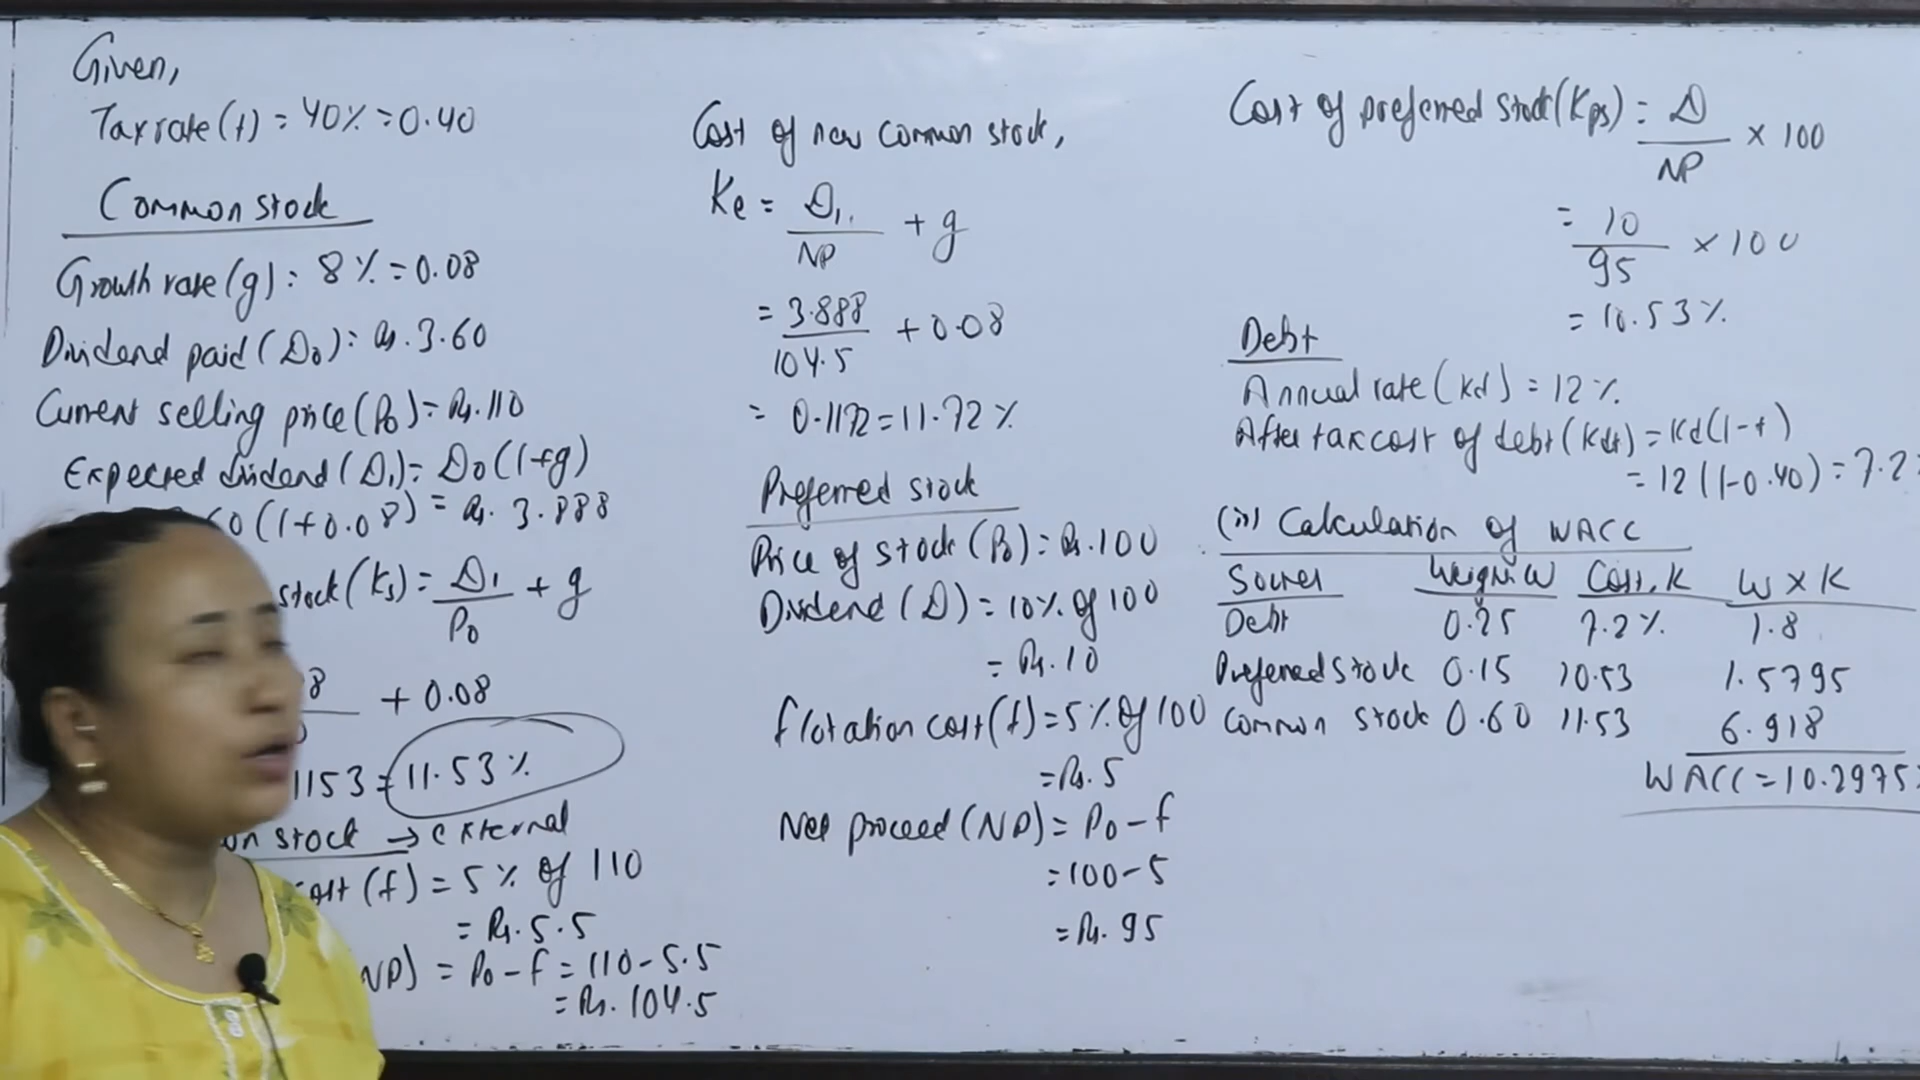 Given,
Tax rate (t) = 40% = 0.40
Common stock
Growth rate (g) : 8% = 0.08
Dividend paid (D0) = Rs. 3.60
Current selling price (P0) = Rs. 110
Expected dividend (D1) = D0 (1+g)
60 (1+0.08) = Rs. 3.888
stock (Ks) = D1 / P0 + g
8 + 0.08
1153 = 11.53%
on stock → external
cost (f) = 5% of 110
= Rs. 5.5
NP) = P0 - f = 110 - 5.5
= Rs. 104.5
Cost of new common stock,
Ke = D1 / NP + g
= 3.888 / 104.5 + 0.08
= 0.1172 = 11.72%
Preferred stock
Price of stock (P0) = Rs. 100
Dividend (D) = 10% of 100
= Rs. 10
flotation cost (f) = 5% of 100
= Rs. 5
Net proceed (NP) = P0 - f
= 100 - 5
= Rs. 95
Cost of preferred stock (Kps) = D / NP × 100
= 10 / 95 × 100
= 10.53%
Debt
Annual rate (kd) = 12%
After tax cost of debt (Kdt) = Kd (1-t)
= 12 (1-0.40) = 7.2
(ii) Calculation of WACC
Sources Weight, W Cost, K W × K
Debt 0.25 7.2% 1.8
Preferred stock 0.15 10.53 1.5795
Common stock 0.60 11.53 6.918
WACC = 10.2975